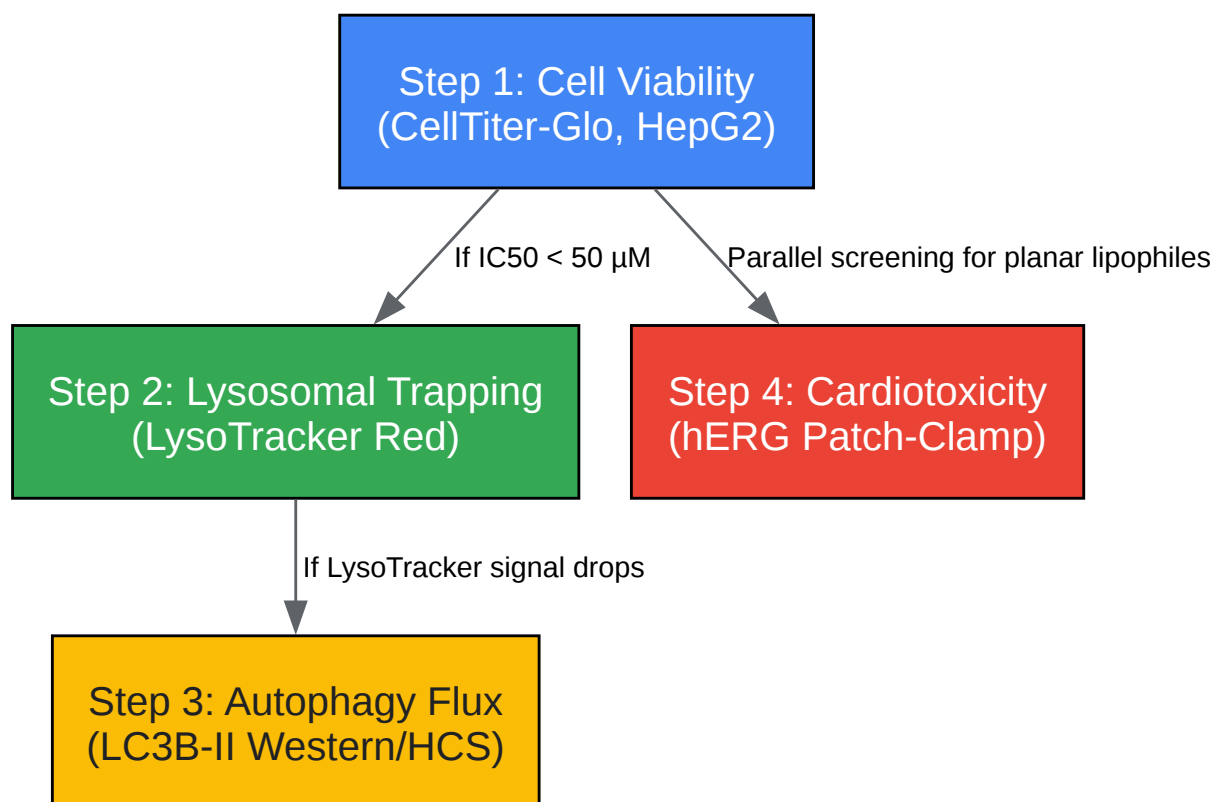 Step 1: Cell Viability
(CellTiter-Glo, HepG2)
If IC50 < 50 µM
Parallel screening for planar lipophiles
Step 2: Lysosomal Trapping
(LysoTracker Red)
Step 4: Cardiotoxicity
(hERG Patch-Clamp)
If LysoTracker signal drops
Step 3: Autophagy Flux
(LC3B-II Western/HCS)